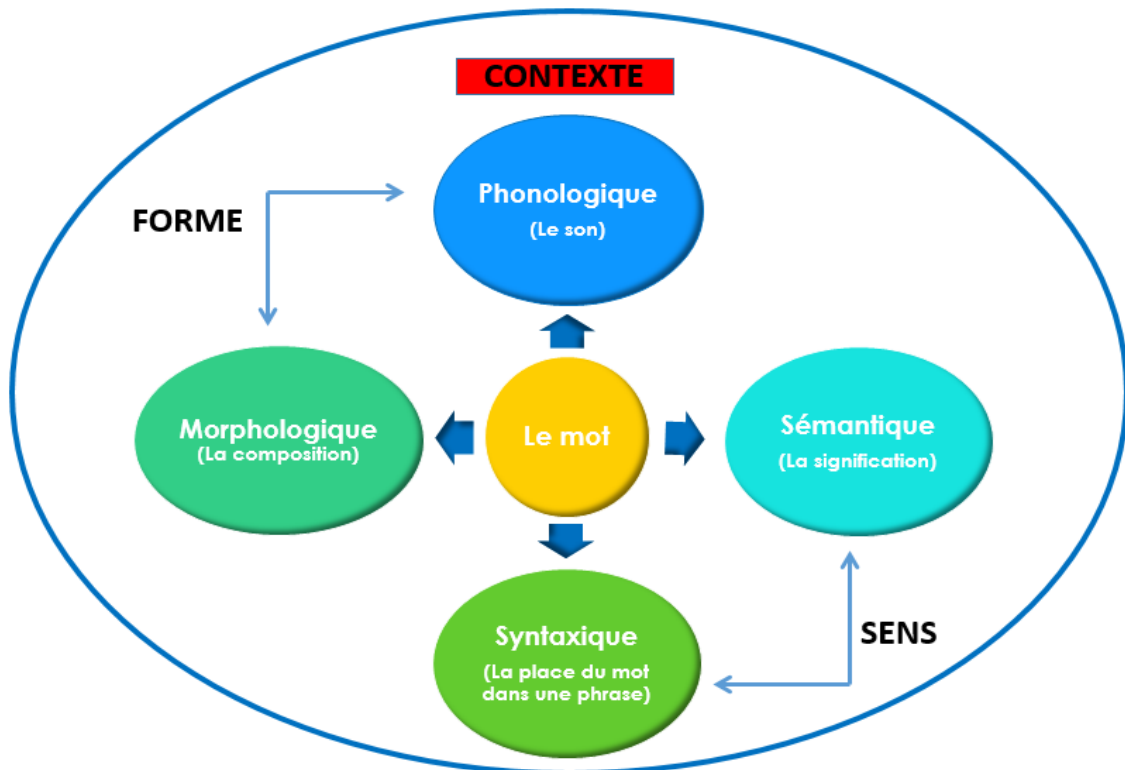 CONTEXTE
Phonologique
(Le son)
FORME
Morphologique
(La composition)
Le mot
Sémantique
(La signification)
Syntaxique
(La place du mot
dans une phrase)
SENS